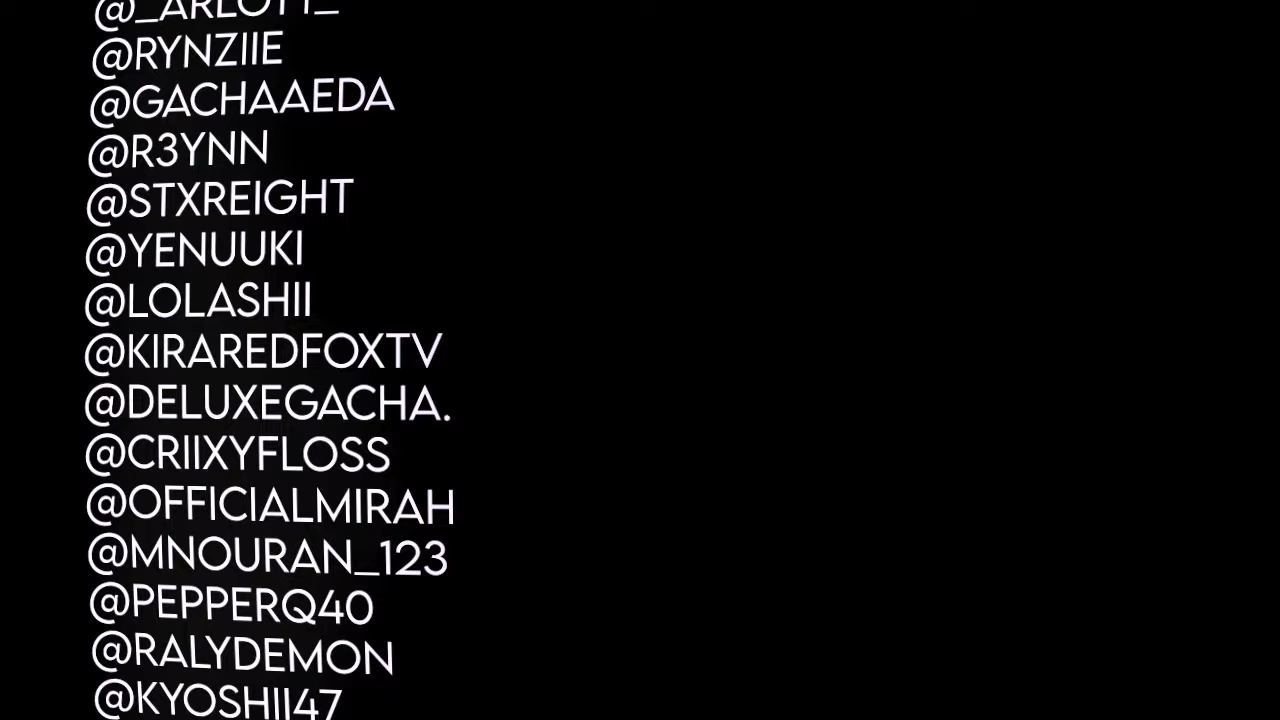 @RYNZIIE
@GACHAAEDA
@R3YNN
@STXREIGHT
@YENUUKI
@LOLASHII
@KIRAREDFOXTV
@DELUXEGACHA.
@CRIIXYFLOSS
@OFFICIALMIRAH
@MNOURAN_123
@PEPPERQ40
@RALYDEMON
@KYOSHII47